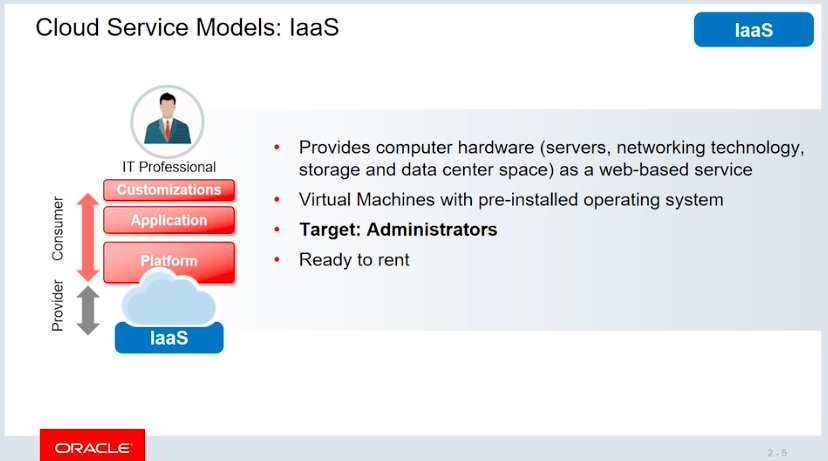 Cloud Service Models: IaaS
IaaS
IT Professional
Customizations
Application
Platform
IaaS
Consumer
Provider
• Provides computer hardware (servers, networking technology,
storage and data center space) as a web-based service
• Virtual Machines with pre-installed operating system
• Target: Administrators
• Ready to rent
ORACLE
2 - 5